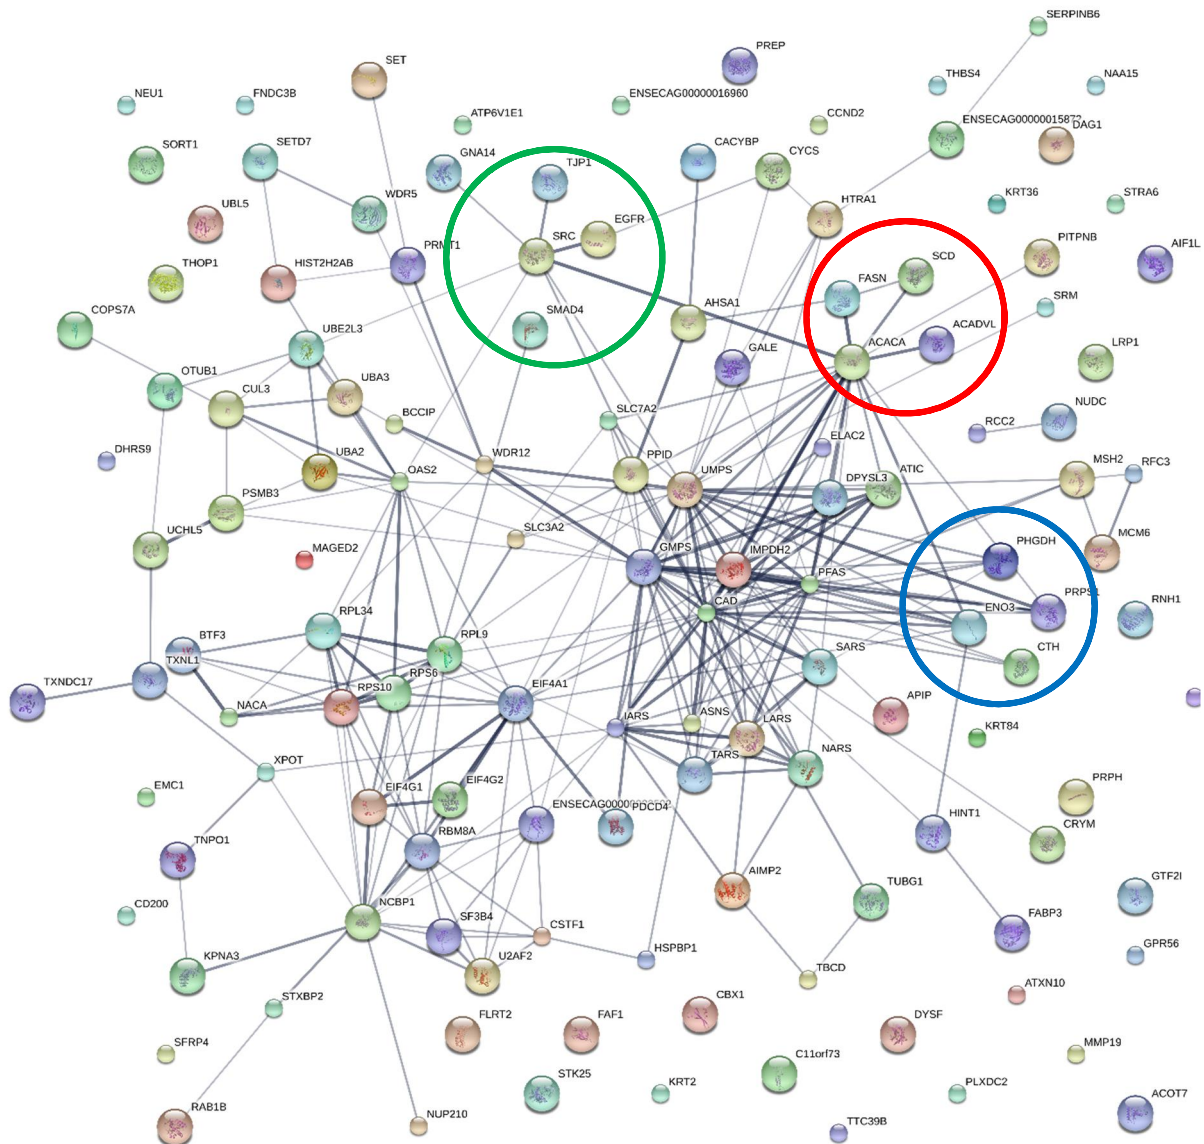 SERPINB6
PREP
SET
THBS4
NAA15
NEU1
FNDC3B
ENSECAG00000016960
ATP6V1E1
CCND2
ENSECAG00000015872
DAG1
SORT1
SETD7
GNA14
TJP1
CACYBP
CYCS
UBL5
WDR5
EGFR
HTRA1
KRT36
STRA6
SRC
PRMT1
PITPNB
AIF1L
THOP1
HIST2H2AB
FASN
SCD
SRM
COPS7A
UBE2L3
SMAD4
AHSA1
ACADVL
GALE
ACACA
LRP1
OTUB1
CUL3
UBA3
BCCIP
SLC7A2
NUDC
RCC2
DHRS9
UBA2
OAS2
WDR12
PPID
UMPS
ELAC2
DPYSL3
ATIC
MSH2
RFC3
PSMB3
UCHL5
SLC3A2
MCM6
MAGED2
GMPS
IMPDH2
PFAS
PHGDH
CAD
PRPS1
ENO3
RNH1
RPL34
BTF3
RPL9
TXNL1
SARS
CTH
RPS6
TXNDC17
RPS10
EIF4A1
NACA
IARS
ASNS
LARS
APIP
KRT84
XPOT
TARS
NARS
EMC1
EIF4G1
EIF4G2
PDCD4
PRPH
TNPO1
RBM8A
HINT1
CRYM
AIMP2
TUBG1
GTF2I
CD200
NCBP1
SF3B4
CSTF1
FABP3
GPR56
KPNA3
U2AF2
HSPBP1
TBCD
ATXN10
STXBP2
FLRT2
FAF1
CBX1
DYSF
SFRP4
C11orf73
MMP19
STK25
KRT2
PLXDC2
ACOT7
RAB1B
NUP210
TTC39B